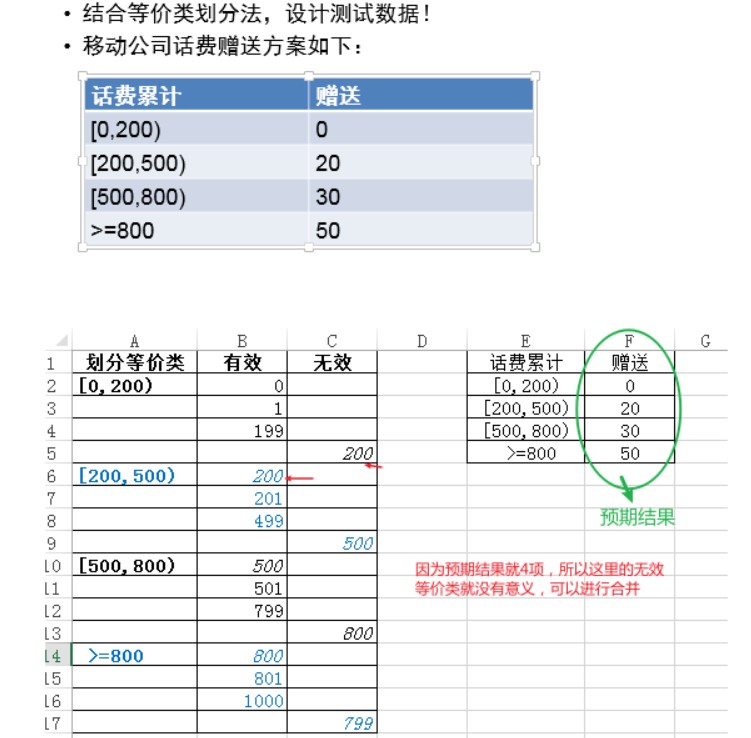 • 结合等价类划分法，设计测试数据！
• 移动公司话费赠送方案如下：
话费累计 赠送
[0,200) 0
[200,500) 20
[500,800) 30
>=800 50
A B C D E F G
1 划分等价类 有效 无效 话费累计 赠送
2 [0,200) 0 [0,200) 0
3 1 [200,500) 20
4 199 [500,800) 30
5 200 >=800 50
6 [200,500) 200
7 201
8 499 预期结果
9 500
10 [500,800) 500 因为预期结果就4项，所以这里的无效
11 501 等价类就没有意义，可以进行合并
12 799
13 800
14 >=800 800
15 801
16 1000
17 799